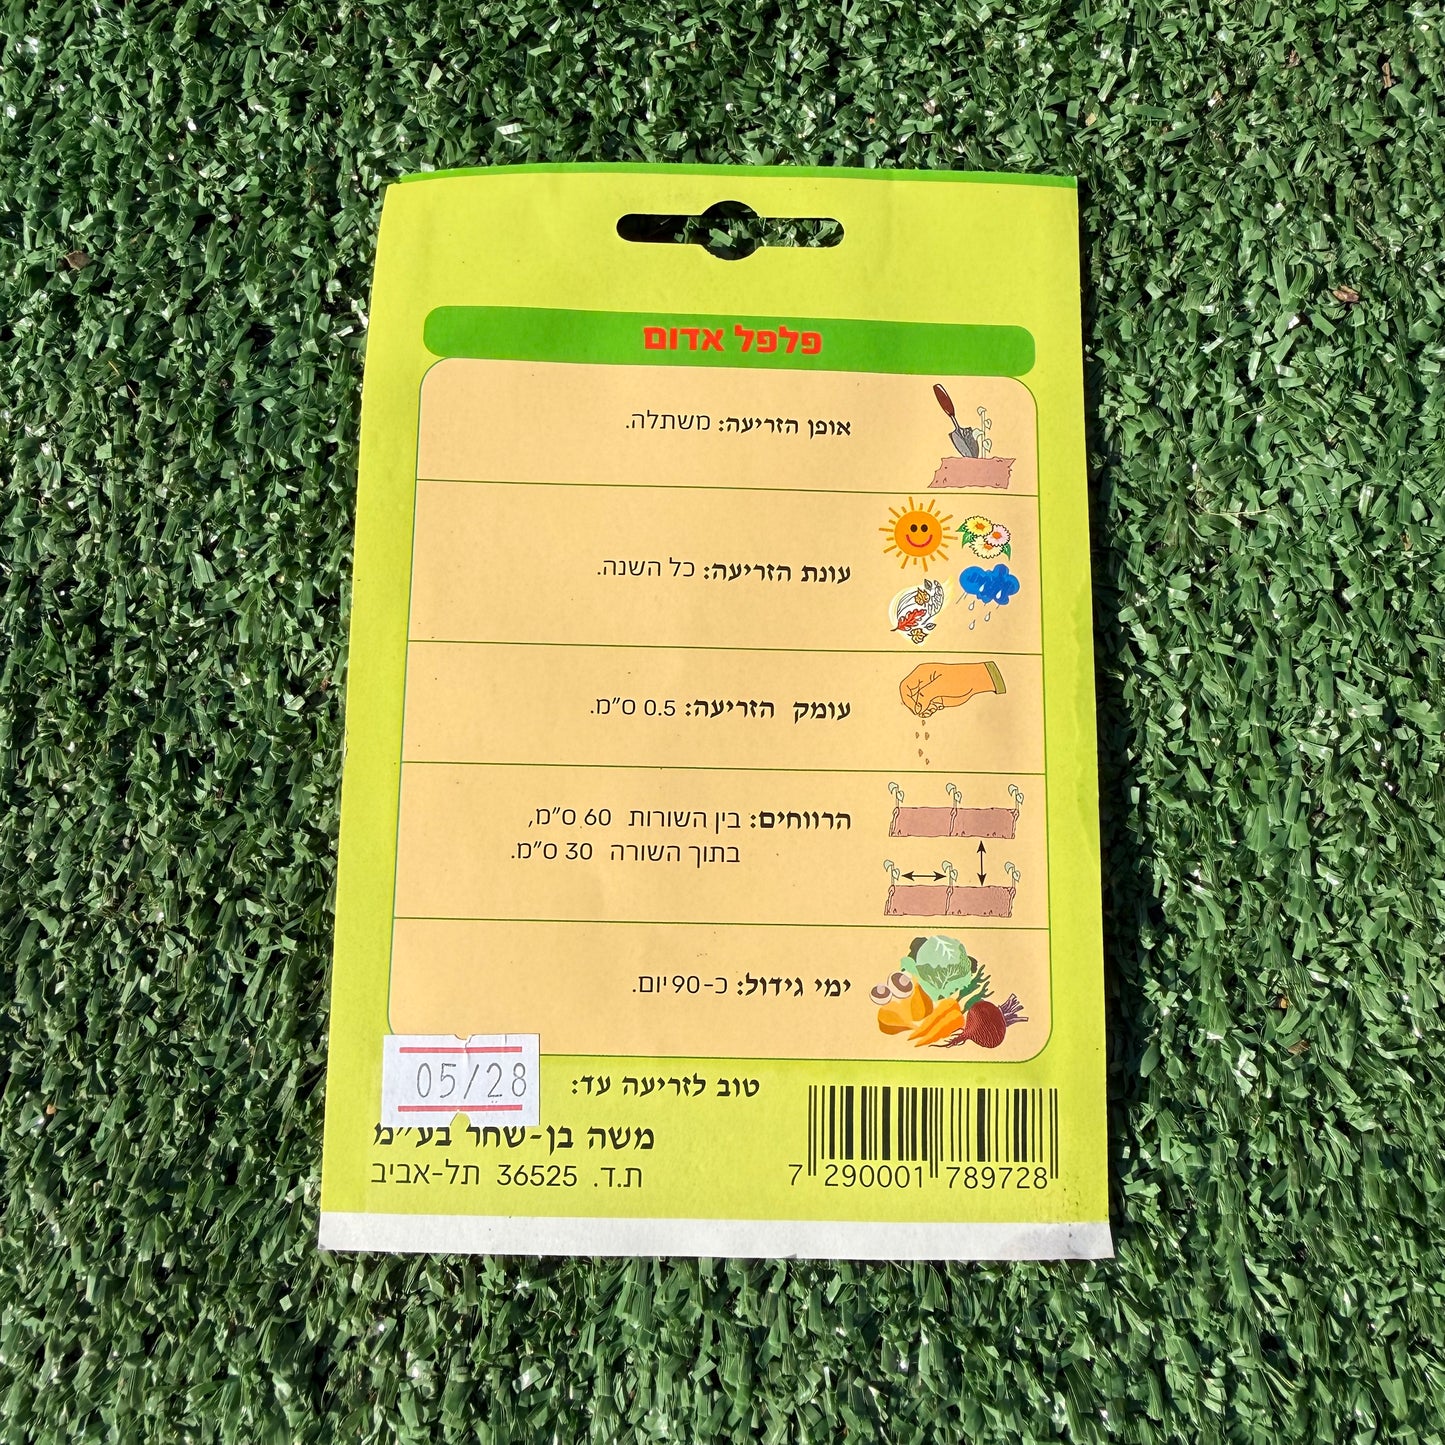 פלפל אדום
אופן הזריעה: משתלה.
עונת הזריעה: כל השנה.
עומק הזריעה: 0.5 ס"מ.
הרווחים: בין השורות 60 ס"מ,
בתוך השורה 30 ס"מ.
ימי גידול: כ-90 יום.
טוב לזריעה עד:
05/28
משה בן-שחר בע"מ
ת.ד. 36525 תל-אביב
7 290001 789728